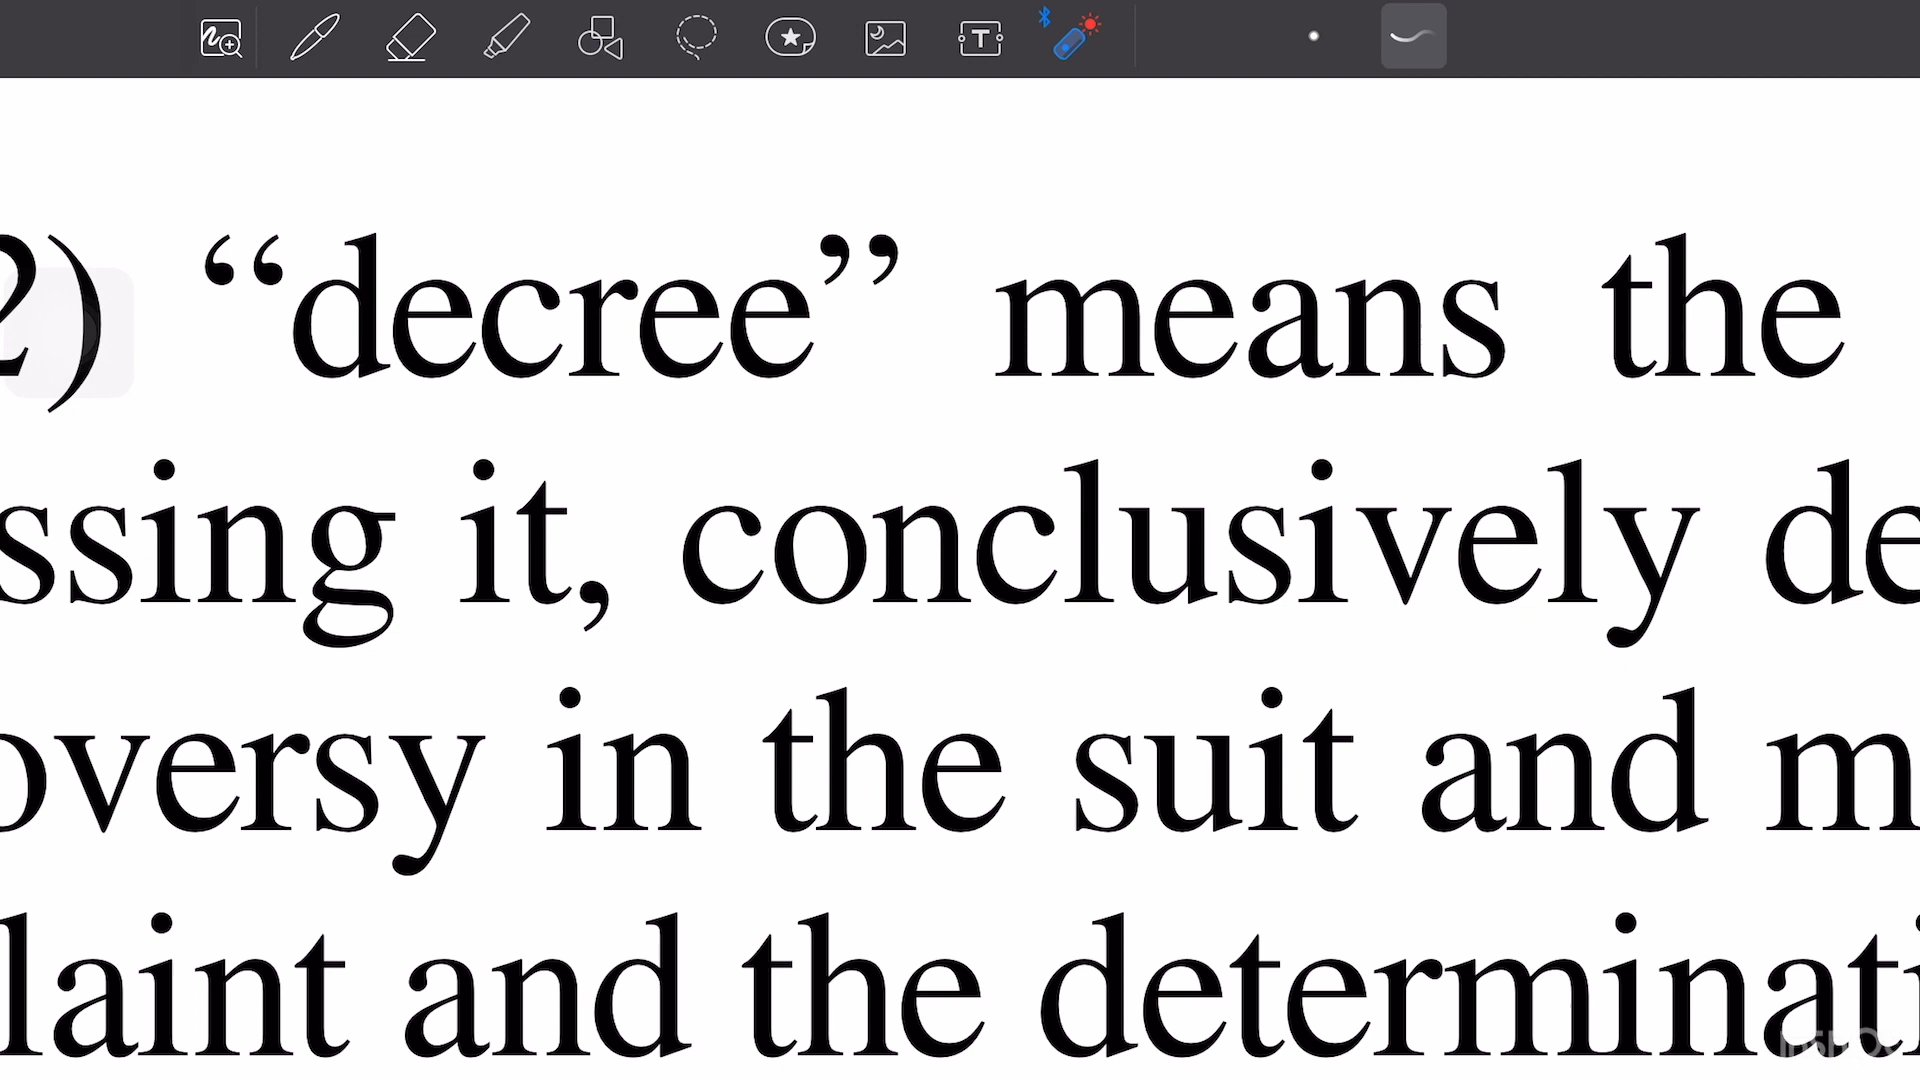 2) “decree” means the
ssing it, conclusively de
oversy in the suit and m
laint and the determinati